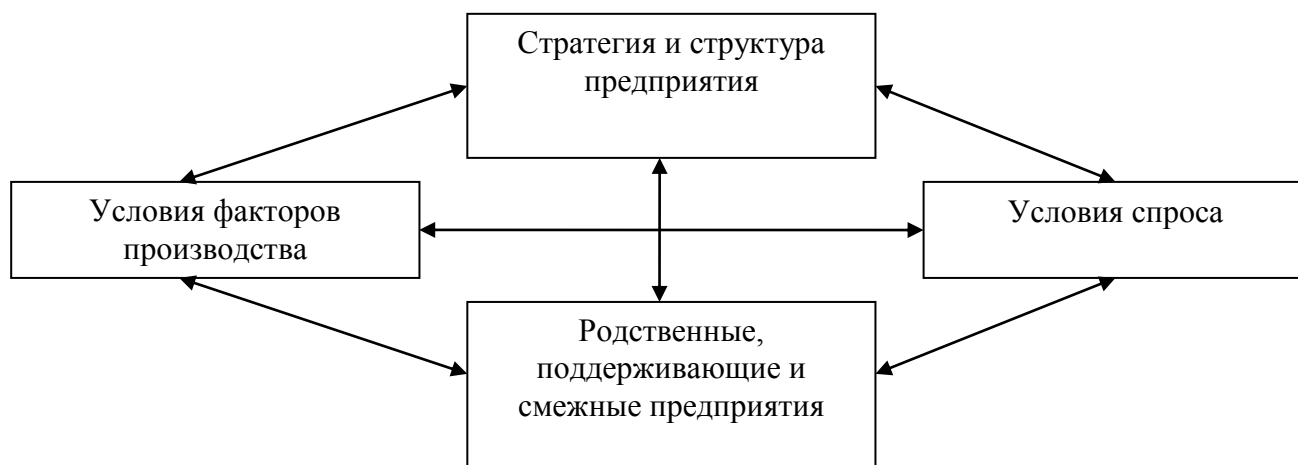 Стратегия и структура
предприятия
Условия факторов
производства
Условия спроса
Родственные,
поддерживающие и
смежные предприятия